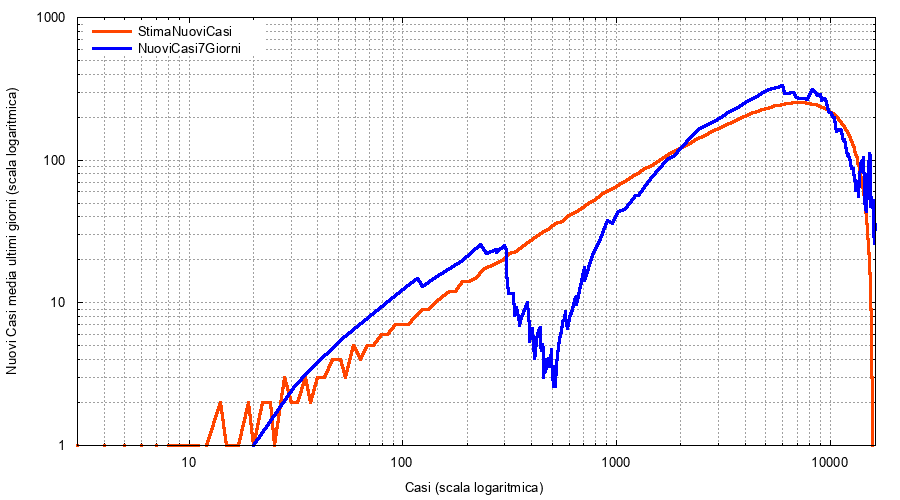 1000
StimaNuoviCasi
NuoviCasi7Giorni
100
10
1
Nuovi Casi media ultimi giorni (scala logaritmca)
10
100
1000
10000
Casi (scala logaritmica)